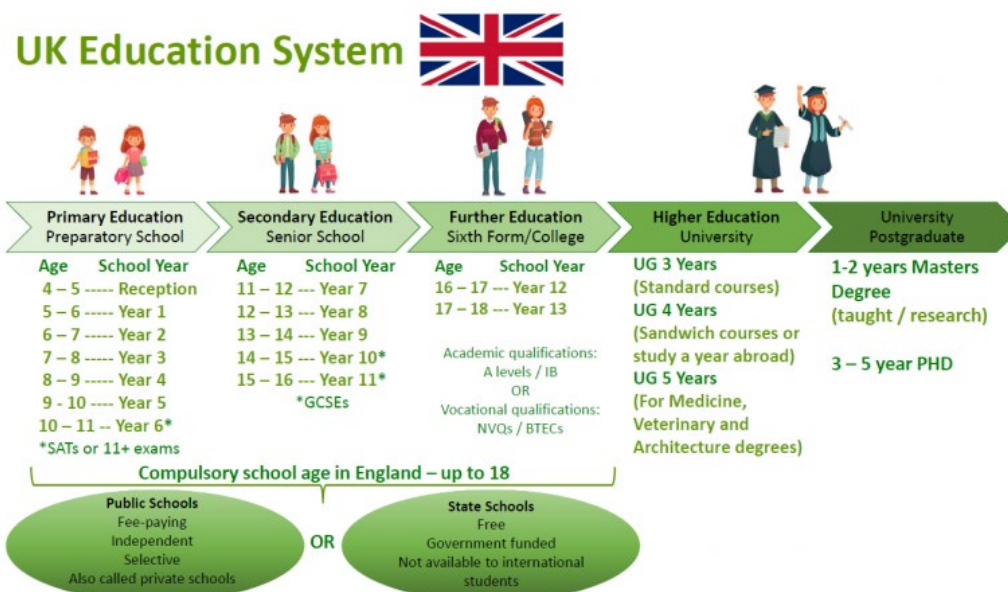 UK Education System
Primary Education
Preparatory School
Age School Year
4 – 5 ----- Reception
5 – 6 ----- Year 1
6 – 7 ----- Year 2
7 – 8 ----- Year 3
8 – 9 ----- Year 4
9 - 10 ---- Year 5
10 – 11 -- Year 6*
*SATs or 11+ exams
Secondary Education
Senior School
Age School Year
11 – 12 --- Year 7
12 – 13 --- Year 8
13 – 14 --- Year 9
14 – 15 --- Year 10*
15 – 16 --- Year 11*
*GCSEs
Further Education
Sixth Form/College
Age School Year
16 – 17 --- Year 12
17 – 18 --- Year 13
Academic qualifications:
A levels / IB
OR
Vocational qualifications:
NVQs / BTECs
Higher Education
University
UG 3 Years
(Standard courses)
UG 4 Years
(Sandwich courses or
study a year abroad)
UG 5 Years
(For Medicine,
Veterinary and
Architecture degrees)
University
Postgraduate
1-2 years Masters
Degree
(taught / research)
3 – 5 year PHD
Compulsory school age in England – up to 18
Public Schools
Fee-paying
Independent
Selective
Also called private schools
OR
State Schools
Free
Government funded
Not available to international
students